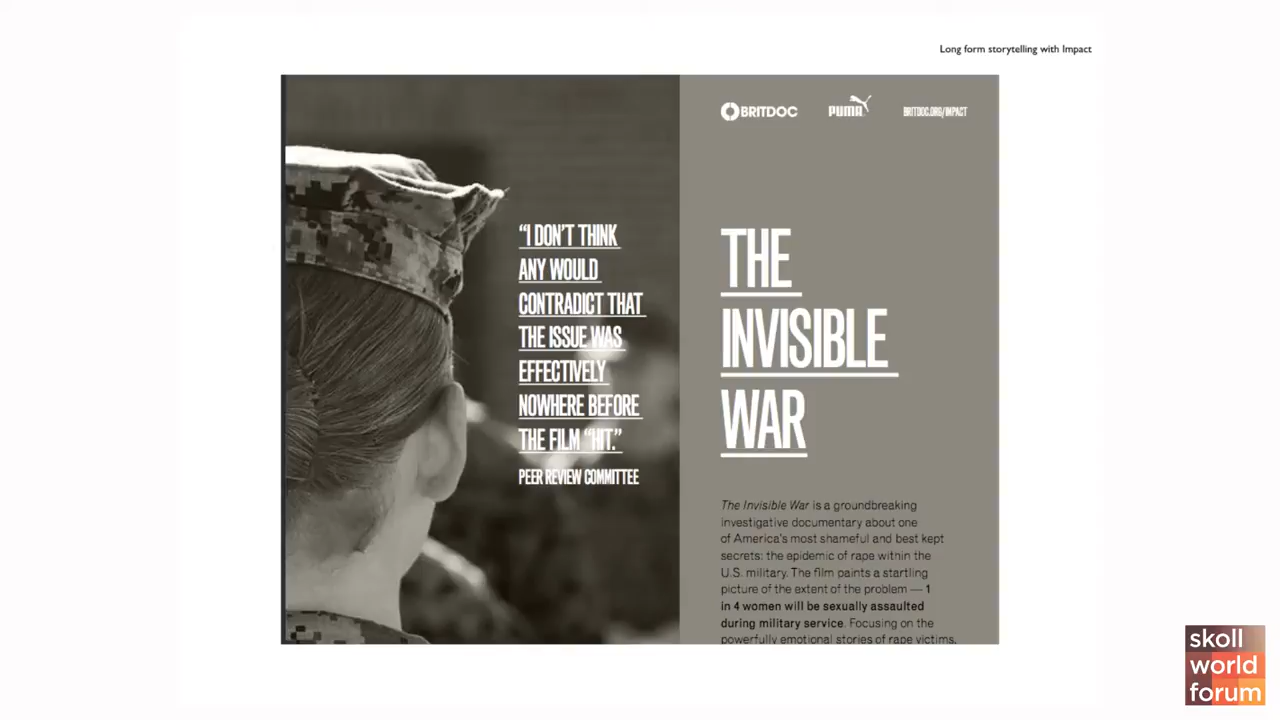 Long form storytelling with Impact
BRITDOC
PUMA
BRITDOC.ORG/IMPACT
“I DON’T THINK
ANY WOULD
CONTRADICT THAT
THE ISSUE WAS
EFFECTIVELY
NOWHERE BEFORE
THE FILM “HIT.”
PEER REVIEW COMMITTEE
THE
INVISIBLE
WAR
The Invisible War is a groundbreaking
investigative documentary about one
of America's most shameful and best kept
secrets: the epidemic of rape within the
U.S. military. The film paints a startling
picture of the extent of the problem — 1
in 4 women will be sexually assaulted
during military service. Focusing on the
powerfully emotional stories of rape victims,
skoll
world
forum